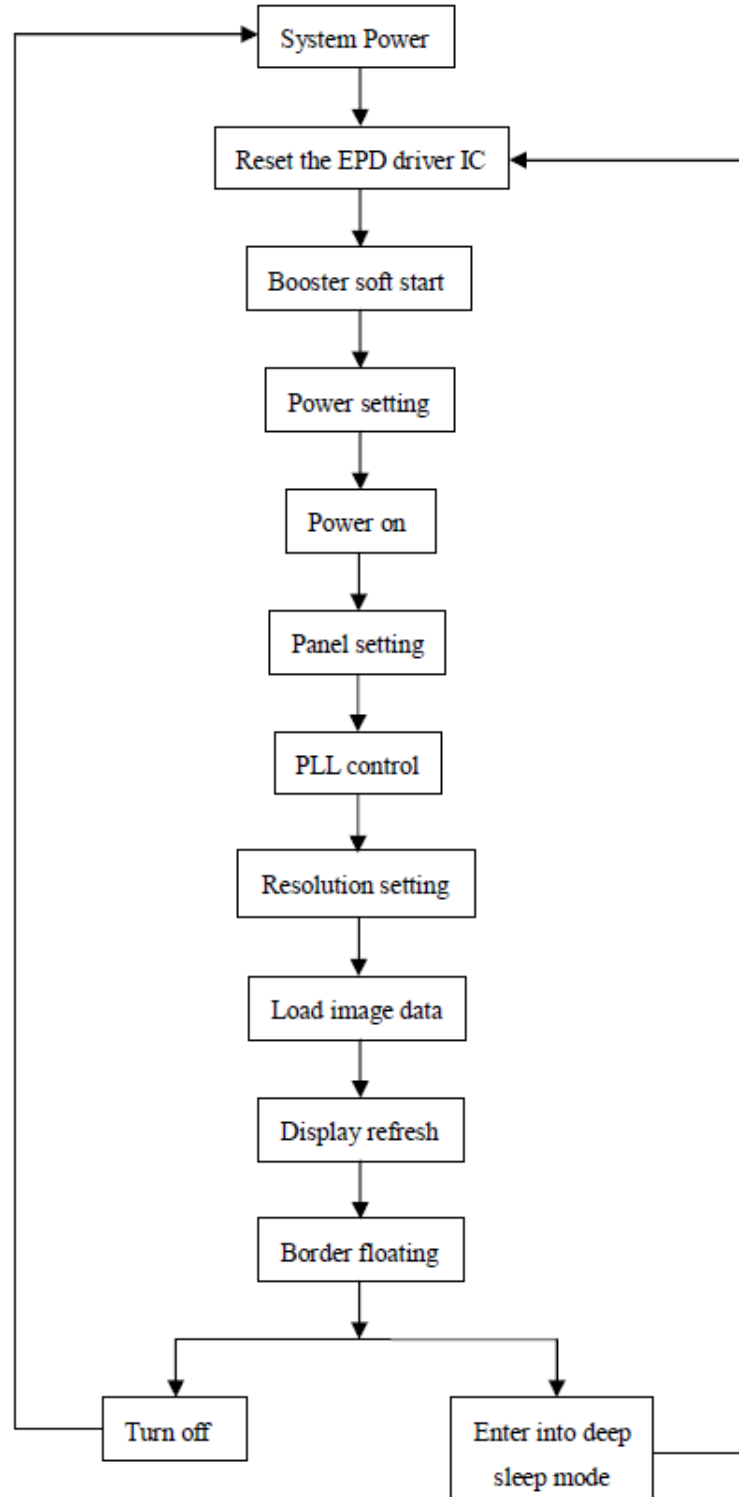 System Power
Reset the EPD driver IC
Booster soft start
Power setting
Power on
Panel setting
PLL control
Resolution setting
Load image data
Display refresh
Border floating
Turn off
Enter into deep
sleep mode